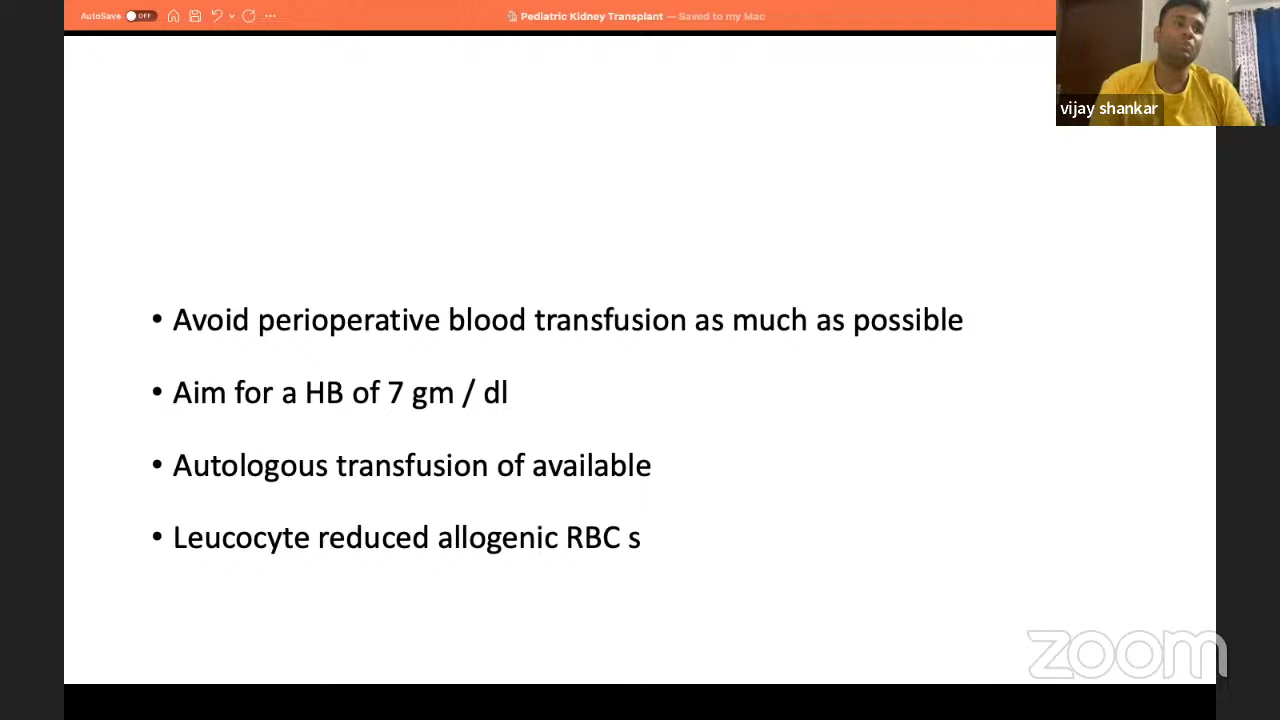 AutoSave OFF
Pediatric Kidney Transplant — Saved to my Mac
vijay shankar
• Avoid perioperative blood transfusion as much as possible
• Aim for a HB of 7 gm / dl
• Autologous transfusion of available
• Leucocyte reduced allogenic RBC s
zoom